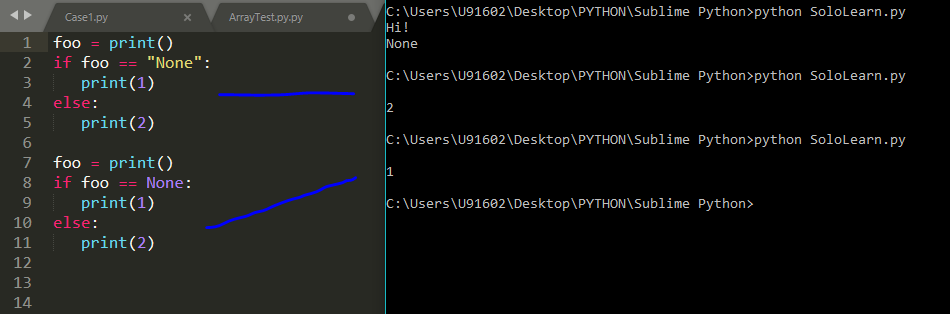 Case1.py
ArrayTest.py.py
1 foo = print()
2 if foo == "None":
3 print(1)
4 else:
5 print(2)
6
7 foo = print()
8 if foo == None:
9 print(1)
10 else:
11 print(2)
12
13
14
C:\Users\U91602\Desktop\PYTHON\Sublime Python>python SoloLearn.py
Hi!
None
C:\Users\U91602\Desktop\PYTHON\Sublime Python>python SoloLearn.py
2
C:\Users\U91602\Desktop\PYTHON\Sublime Python>python SoloLearn.py
1
C:\Users\U91602\Desktop\PYTHON\Sublime Python>